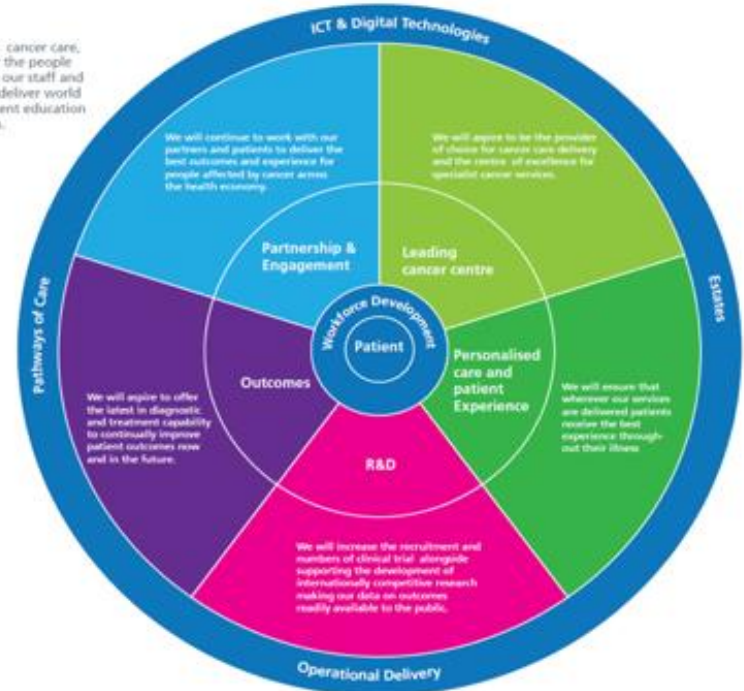 cancer care,
the people
our staff and
deliver world
ent education
ICT & Digital Technologies
We will continue to work with our
partners and patients to deliver the
best outcomes and experience for
people affected by cancer across
the health economy.
We will aspire to be the provider
of choice for cancer care delivery
and the centre of excellence for
specialist cancer services.
Partnership &
Engagement
Leading
cancer centre
Pathways of Care
Estates
Workforce Development
Patient
Outcomes
Personalised
care and
patient
Experience
We will aspire to offer
the latest in diagnostic
and treatment capability
to continually improve
patient outcomes now
and in the future.
We will ensure that
wherever our services
are delivered patients
receive the best
experience through-
out their illness
R&D
We will increase the recruitment and
numbers of clinical trial alongside
supporting the development of
internationally competitive research
making our data on outcomes
readily available to the public.
Operational Delivery